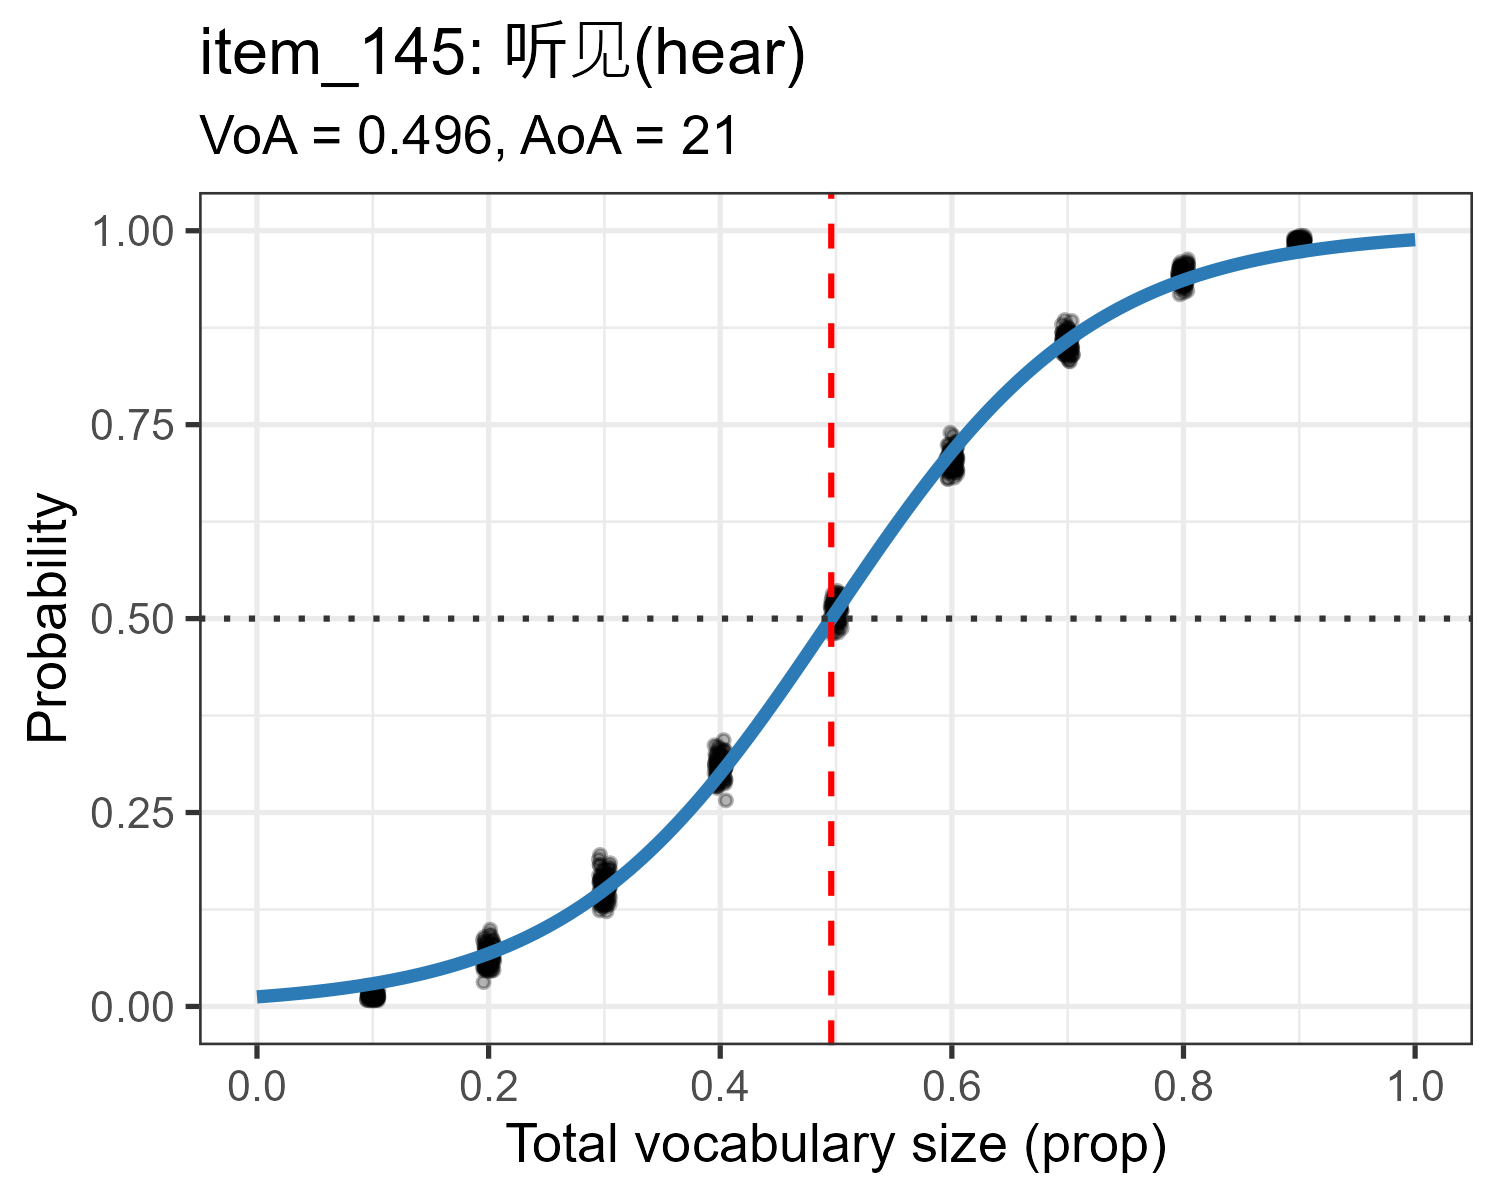 item_145: 听见(hear)
VoA = 0.496, AoA = 21
Probability
1.00
0.75
0.50
0.25
0.00
0.0 0.2 0.4 0.6 0.8 1.0
Total vocabulary size (prop)